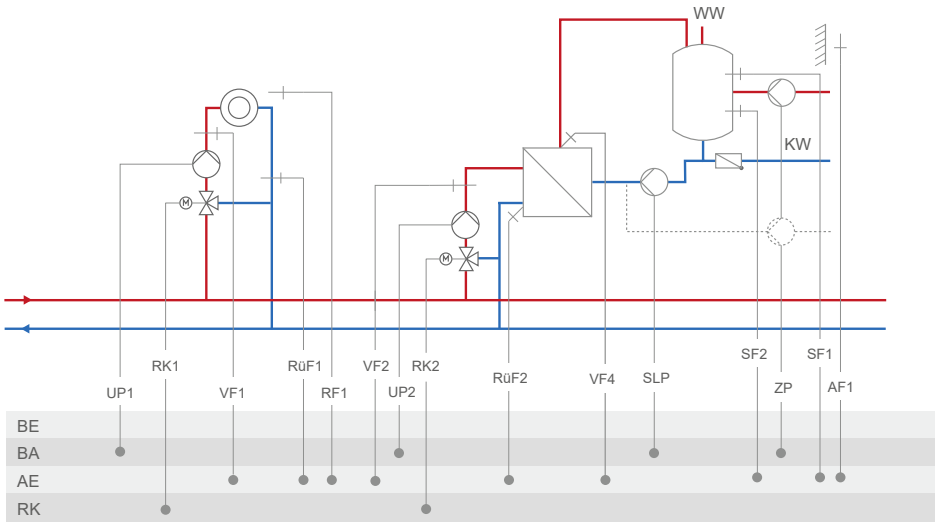 WW
KW
M
M
RK1
RüF1
VF2
RK2
SF2
SF1
UP1
VF1
RF1
UP2
RüF2
VF4
SLP
ZP
AF1
BE
BA
AE
RK